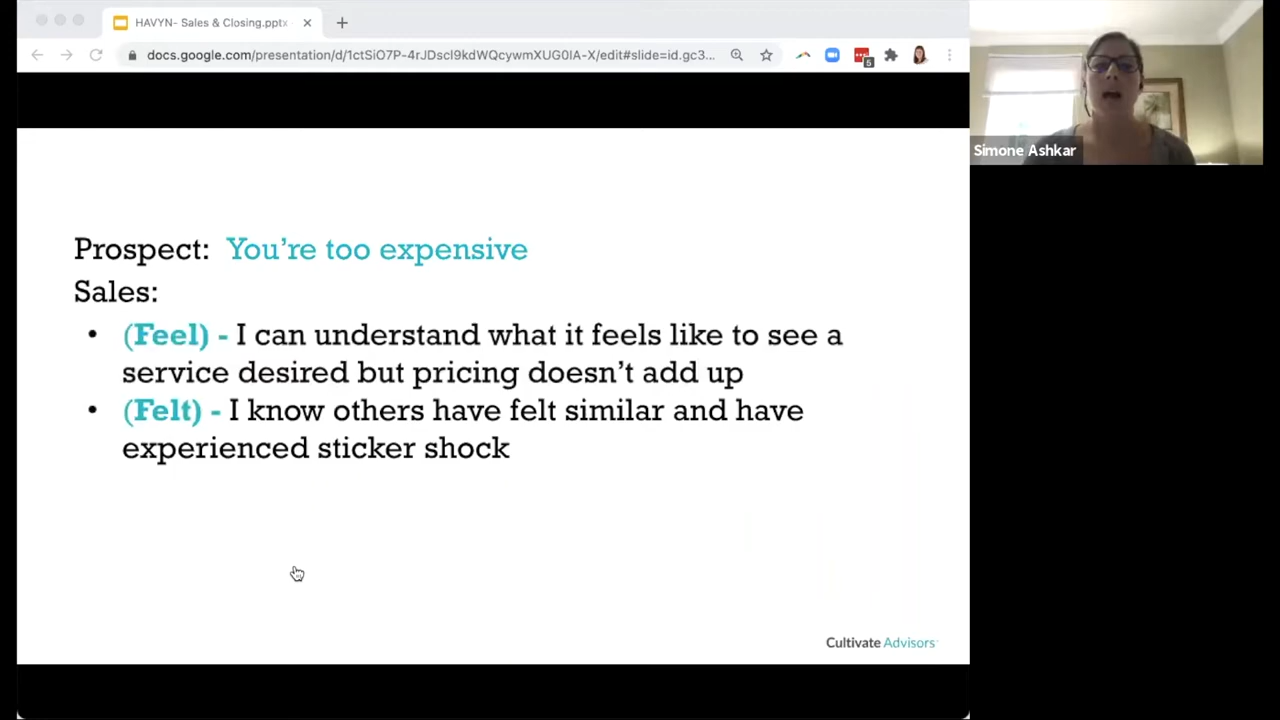 HAVYN- Sales & Closing.pptx
docs.google.com/presentation/d/1ctSiO7P-4rJDscI9kdWQcywmXUG0IA-X/edit#slide=id.gc3...
5
Simone Ashkar
Prospect: You're too expensive
Sales:
• (Feel) - I can understand what it feels like to see a
service desired but pricing doesn't add up
• (Felt) - I know others have felt similar and have
experienced sticker shock
Cultivate Advisors